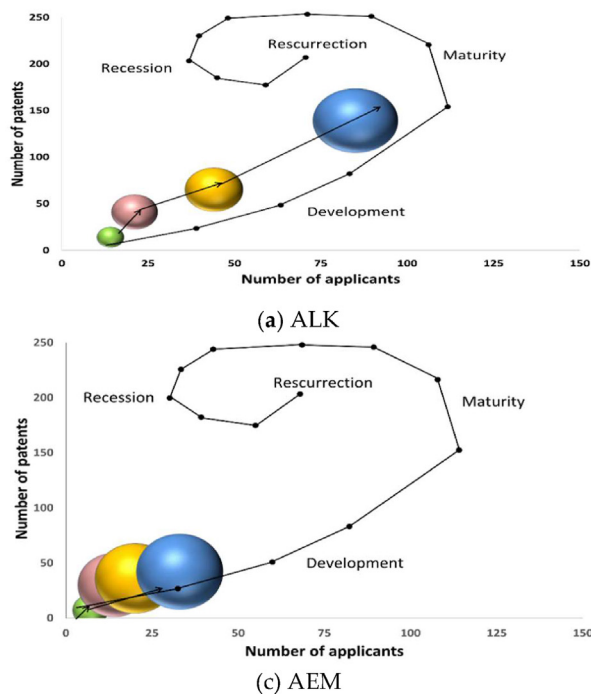 250
200
150
100
50
0
Number of patents
Recession
Rescurrection
Maturity
Development
0 25 50 75 100 125 150
Number of applicants
(a) ALK
250
200
150
100
50
0
Number of patents
Recession
Rescurrection
Maturity
Development
0 25 50 75 100 125 150
Number of applicants
(c) AEM